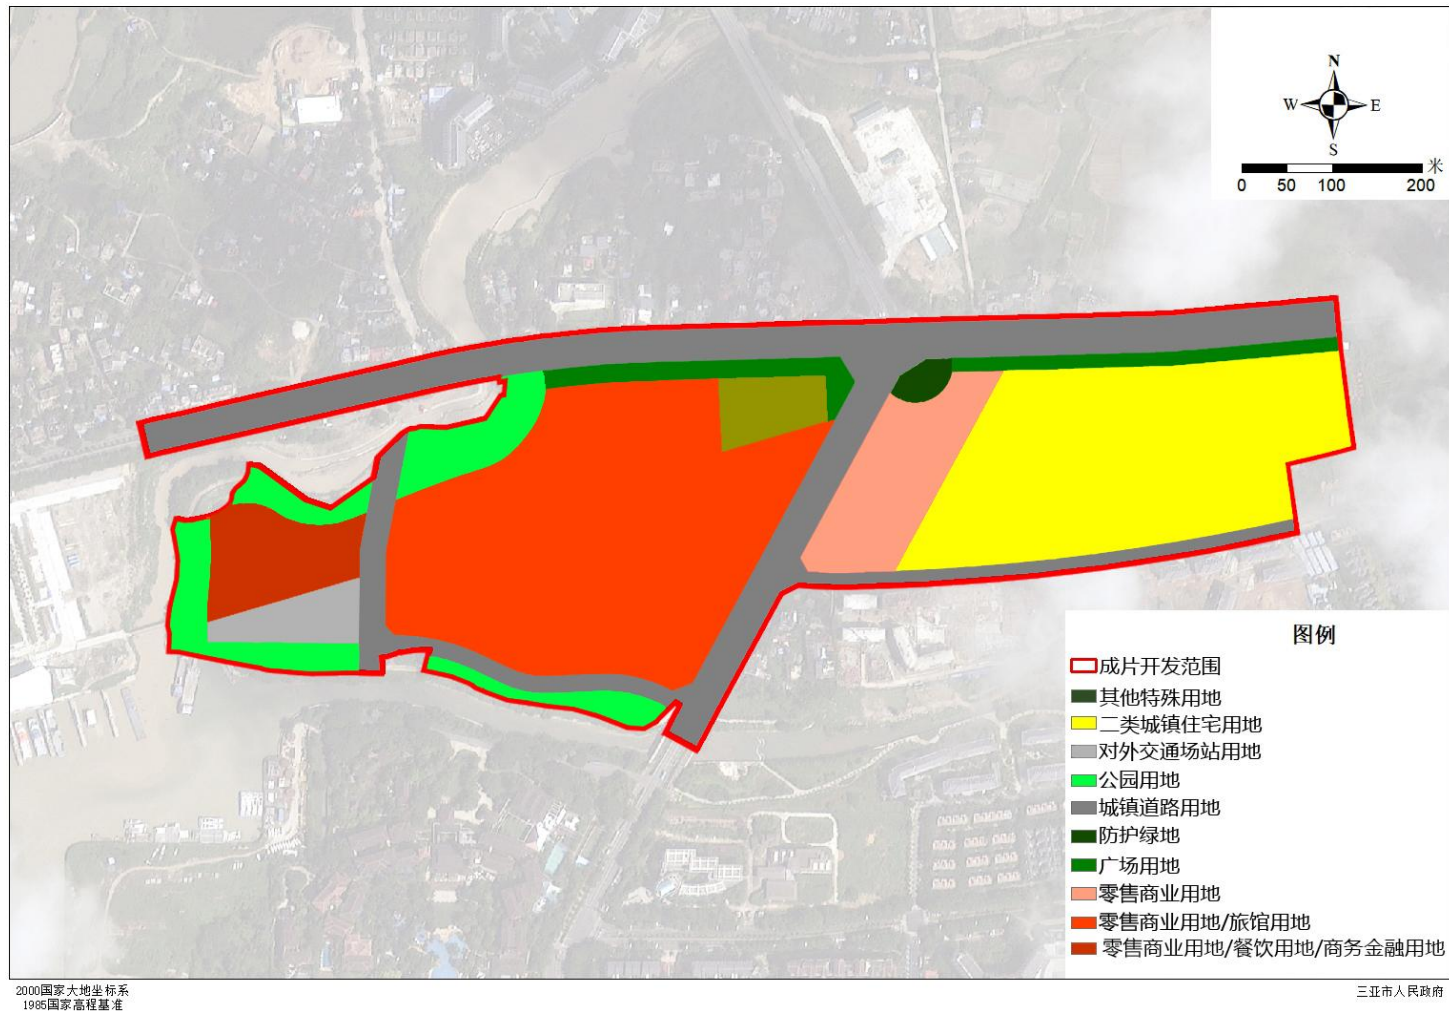 N
W E
S
米
0 50 100 200
图例
成片开发范围
其他特殊用地
二类城镇住宅用地
对外交通场站用地
公园用地
城镇道路用地
防护绿地
广场用地
零售商业用地
零售商业用地/旅馆用地
零售商业用地/餐饮用地/商务金融用地
2000国家大地坐标系
1985国家高程基准
三亚市人民政府